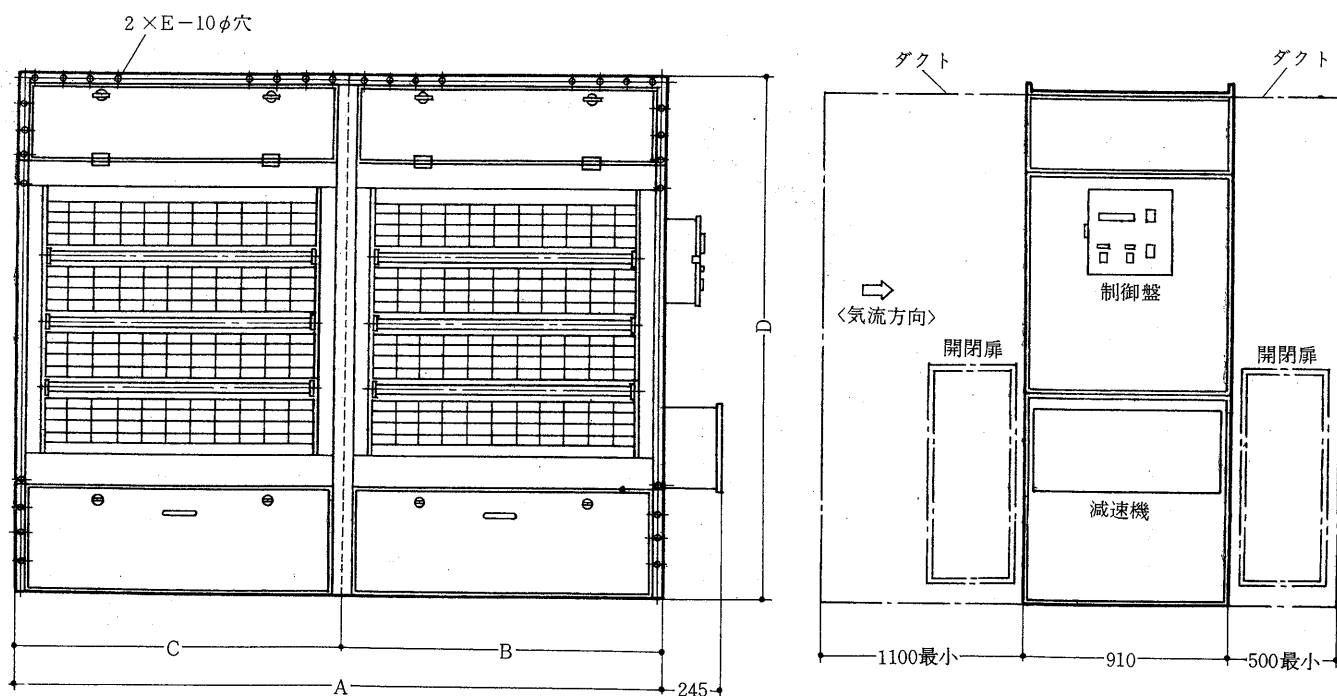 2×E－10φ穴
ダクト
ダクト
制御盤
〈気流方向〉
開閉扉
開閉扉
D
減速機
C
B
1100最小
910
500最小
A
245